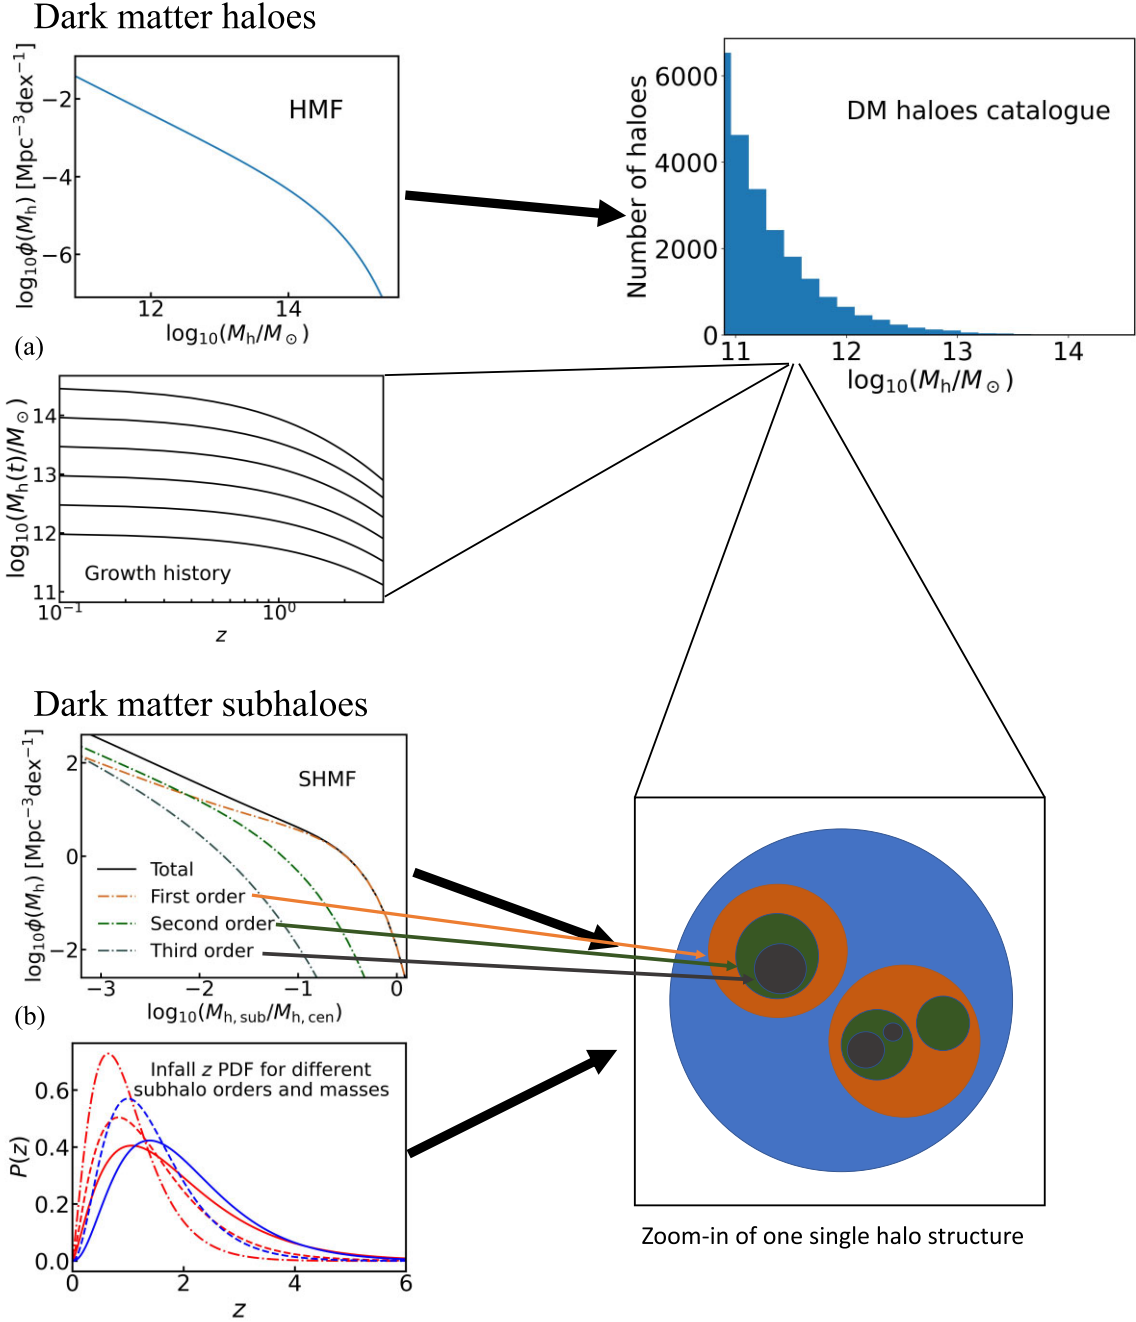 Dark matter haloes
log₁₀ϕ(Mₕ) [Mpc⁻³dex⁻¹]
−2
−4
−6
HMF
12 14
log₁₀(Mₕ/M⊙)
Number of haloes
6000
4000
2000
0
DM haloes catalogue
11 12 13 14
log₁₀(Mₕ/M⊙)
(a)
log₁₀(Mₕ(t)/M⊙)
14
13
12
11
Growth history
10⁻¹ 10⁰
z
Dark matter subhaloes
log₁₀ϕ(Mₕ) [Mpc⁻³dex⁻¹]
2
0
−2
SHMF
Total
First order
Second order
Third order
−3 −2 −1 0
log₁₀(Mₕ,sub/Mₕ,cen)
(b)
P(z)
0.6
0.4
0.2
0.0
Infall z PDF for different
subhalo orders and masses
0 2 4 6
z
Zoom-in of one single halo structure